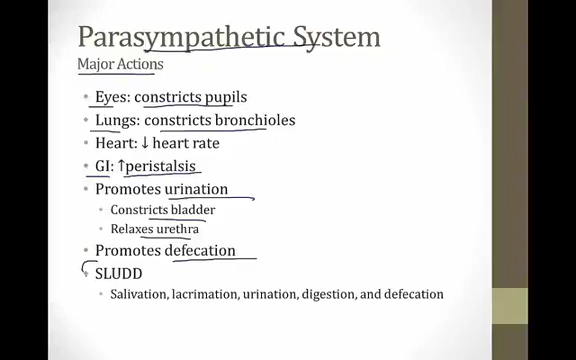 Parasympathetic System
Major Actions
• Eyes: constricts pupils
• Lungs: constricts bronchioles
• Heart: ↓ heart rate
• GI: ↑ peristalsis
• Promotes urination
• Constricts bladder
• Relaxes urethra
• Promotes defecation
• SLUDD
• Salivation, lacrimation, urination, digestion, and defecation